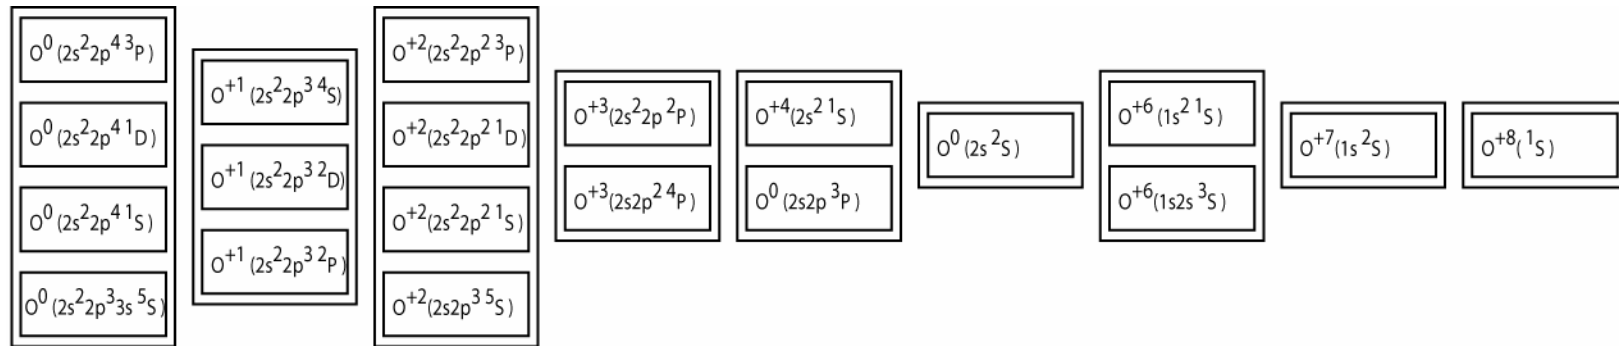 O⁰ (2s²2p⁴ ³P)
O⁰ (2s²2p⁴ ¹D)
O⁰ (2s²2p⁴ ¹S)
O⁰ (2s²2p³3s ⁵S)
O⁺¹ (2s²2p³ ⁴S)
O⁺¹ (2s²2p³ ²D)
O⁺¹ (2s²2p³ ²P)
O⁺²(2s²2p² ³P)
O⁺²(2s²2p² ¹D)
O⁺²(2s²2p² ¹S)
O⁺²(2s2p³ ⁵S)
O⁺³(2s²2p ²P)
O⁺³(2s2p² ⁴P)
O⁺⁴(2s² ¹S)
O⁰ (2s2p ³P)
O⁰ (2s ²S)
O⁺⁶ (1s² ¹S)
O⁺⁶(1s2s ³S)
O⁺⁷(1s ²S)
O⁺⁸( ¹S)